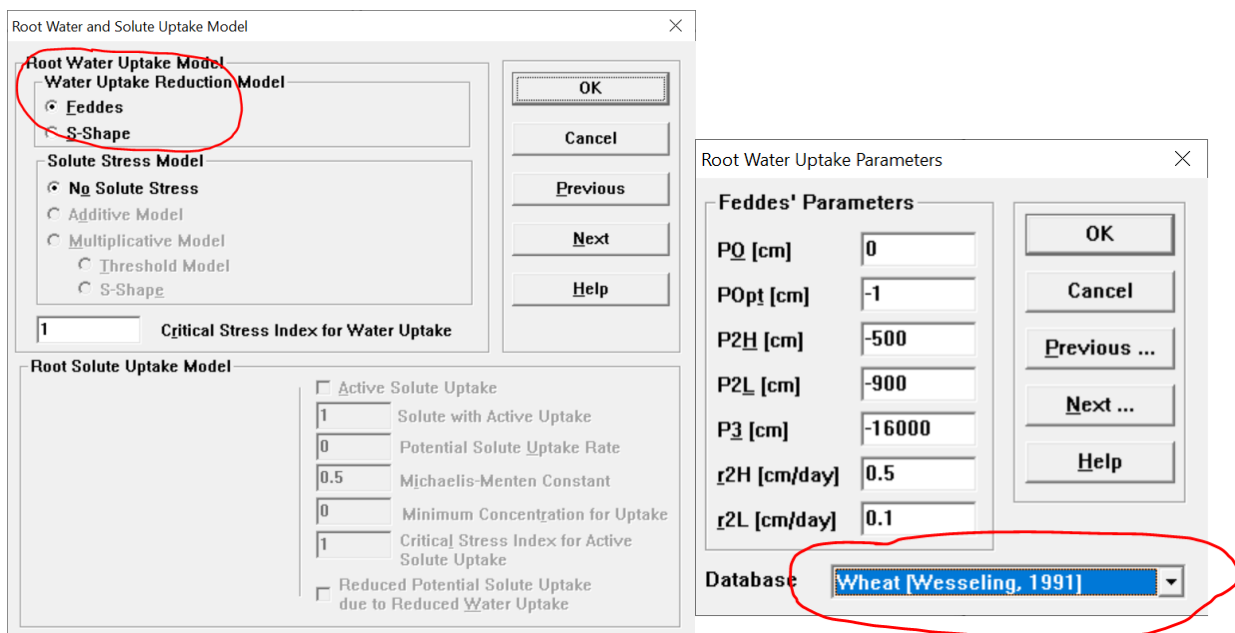 Root Water and Solute Uptake Model
Root Water Uptake Model
Water Uptake Reduction Model
Feddes
S-Shape
Solute Stress Model
No Solute Stress
Additive Model
Multiplicative Model
Threshold Model
S-Shape
1 Critical Stress Index for Water Uptake
OK
Cancel
Previous
Next
Help
Root Solute Uptake Model
Active Solute Uptake
1 Solute with Active Uptake
0 Potential Solute Uptake Rate
0.5 Michaelis-Menten Constant
0 Minimum Concentration for Uptake
1 Critical Stress Index for Active
Solute Uptake
Reduced Potential Solute Uptake
due to Reduced Water Uptake
Root Water Uptake Parameters
Feddes' Parameters
PO [cm] 0
POpt [cm] -1
P2H [cm] -500
P2L [cm] -900
P3 [cm] -16000
r2H [cm/day] 0.5
r2L [cm/day] 0.1
OK
Cancel
Previous ...
Next ...
Help
Database Wheat [Wesseling, 1991]